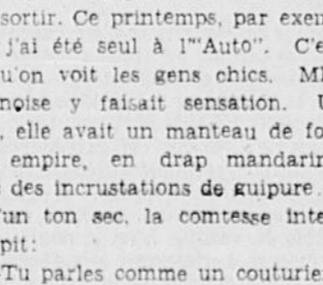 sortir. Ce printemps, par exem
j'ai été seul à l'"Auto". C'e
u'on voit les gens chics. Ml
noise y faisait sensation. U
, elle avait un manteau de fo
empire, en drap mandarin
des incrustations de guipure.
'un ton sec, la comtesse inte
pit:
-Tu parles comme un couturie